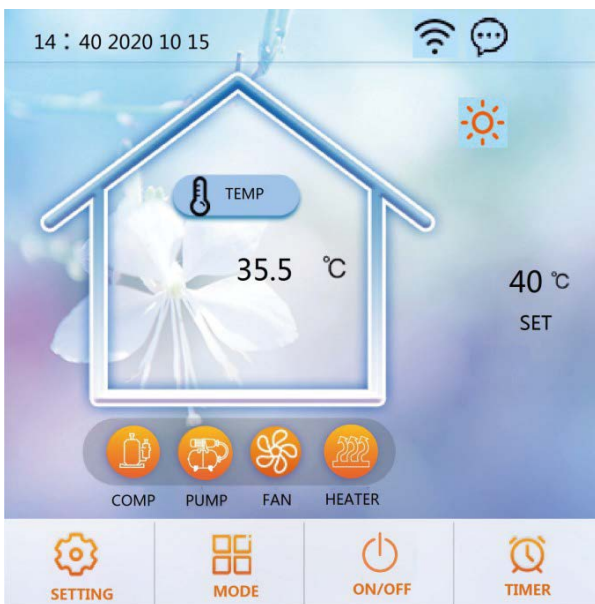 14：40 2020 10 15
TEMP
35.5 ℃
40 ℃
SET
COMP PUMP FAN HEATER
SETTING MODE ON/OFF TIMER